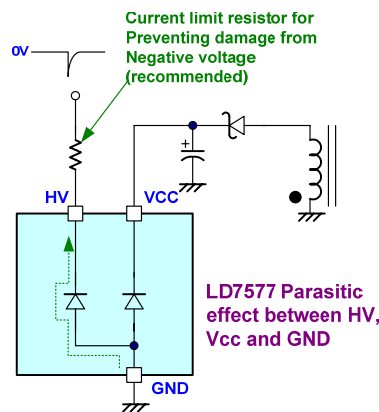 Current limit resistor for
Preventing damage from
Negative voltage
(recommended)
0V
HV
VCC
+
LD7577 Parasitic
effect between HV,
Vcc and GND
GND